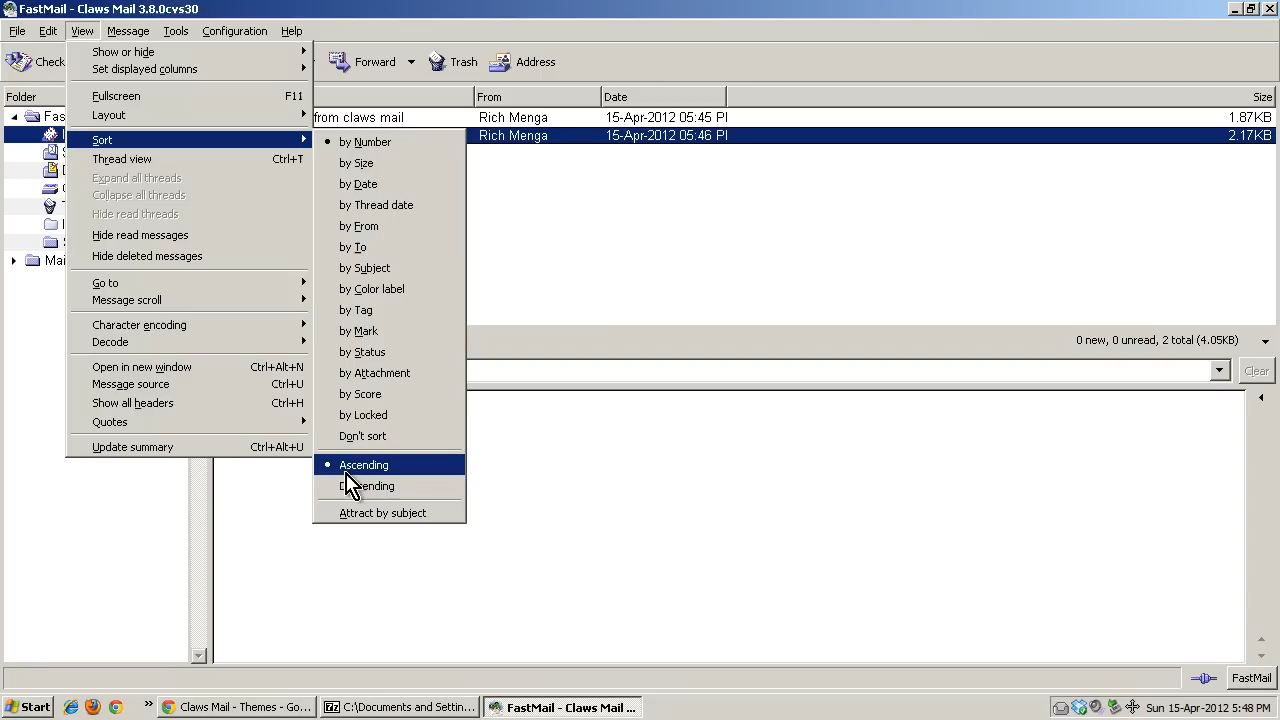 FastMail - Claws Mail 3.8.0cvs30
File Edit View Message Tools Configuration Help
Check Forward Trash Address
Folder From Date Size
from claws mail Rich Menga 15-Apr-2012 05:45 1.87KB
Rich Menga 15-Apr-2012 05:46 2.17KB
Mai
Show or hide
Set displayed columns
Fullscreen F11
Layout
Sort
Thread view Ctrl+T
Expand all threads
Collapse all threads
Hide read threads
Hide read messages
Hide deleted messages
Go to
Message scroll
Character encoding
Decode
Open in new window Ctrl+Alt+N
Message source Ctrl+U
Show all headers Ctrl+H
Quotes
Update summary Ctrl+Alt+U
by Number
by Size
by Date
by Thread date
by From
by To
by Subject
by Color label
by Tag
by Mark
by Status
by Attachment
by Score
by Locked
Don't sort
Ascending
Attract by subject
0 new, 0 unread, 2 total (4.05KB)
Clear
FastMail
Start Claws Mail - Themes - Go... C:\Documents and Settin... FastMail - Claws Mail ... Sun 15-Apr-2012 5:48 PM